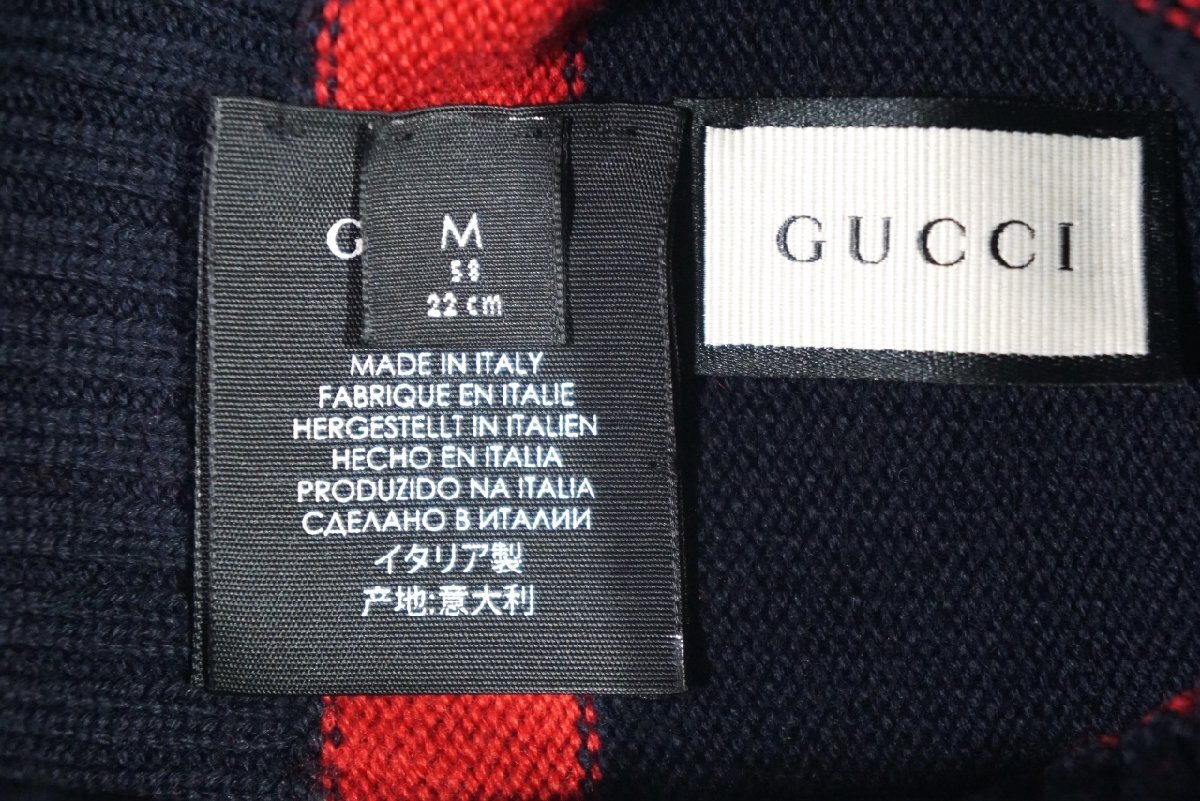 G
M
58
22 cm
MADE IN ITALY
FABRIQUE EN ITALIE
HERGESTELLT IN ITALIEN
HECHO EN ITALIA
PRODUZIDO NA ITALIA
СДЕЛАНО В ИТАЛИИ
イタリア製
产地:意大利
GUCCI